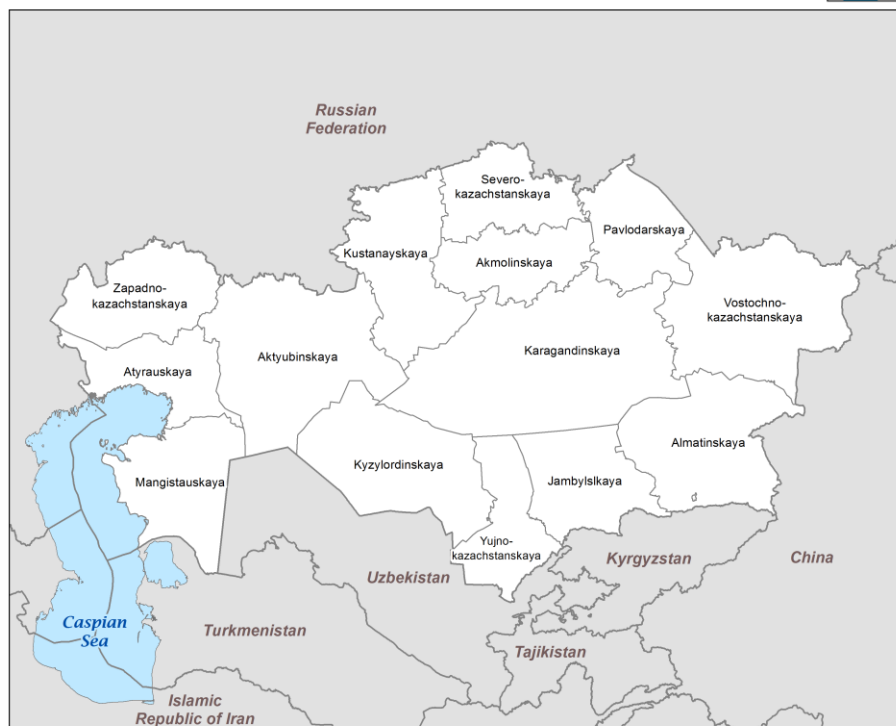 Russian
Federation
Severo-
kazachstanskaya
Pavlodarskaya
Kustanayskaya
Akmolinskaya
Zapadno-
kazachstanskaya
Vostochno-
kazachstanskaya
Aktyubinskaya
Karagandinskaya
Atyrauskaya
Almatinskaya
Kyzylordinskaya
Mangistauskaya
Jambylslkaya
Yujno-
kazachstanskaya
Kyrgyzstan
China
Uzbekistan
Caspian
Sea
Turkmenistan
Tajikistan
Islamic
Republic of Iran